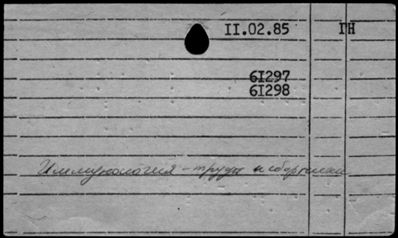 II.02.85 ГН
6I297
6I298
Иммунология - труды и сборники